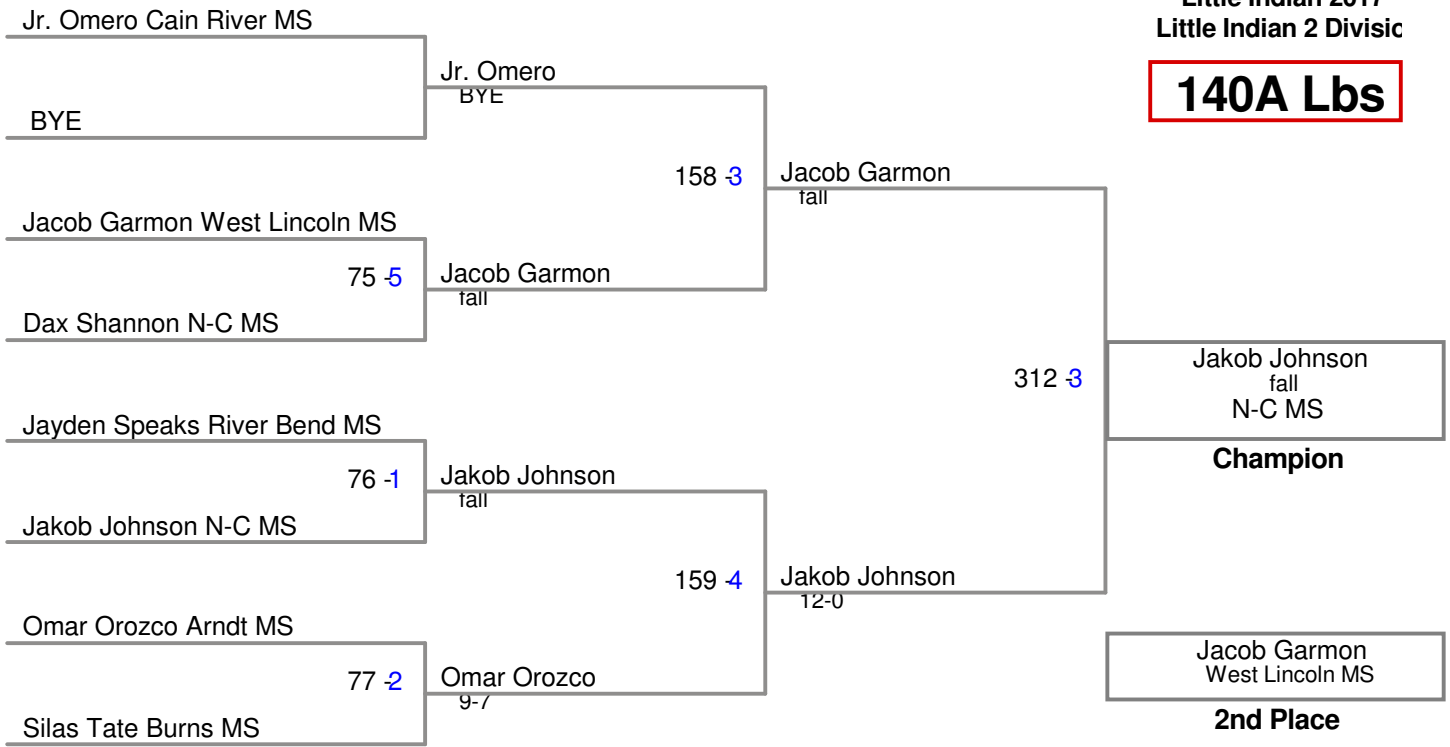 Little Indian 2017
Little Indian 2 Divisic
140A Lbs
Jr. Omero Cain River MS
BYE
Jacob Garmon West Lincoln MS
75 -5
Dax Shannon N-C MS
Jayden Speaks River Bend MS
76 -1
Jakob Johnson N-C MS
Omar Orozco Arndt MS
77 -2
Silas Tate Burns MS
Jr. Omero
BYE
158 -3
Jacob Garmon
fall
Jakob Johnson
fall
159 -4
Omar Orozco
9-7
Jacob Garmon
fall
312 -3
Jakob Johnson
12-0
Jakob Johnson
fall
N-C MS
Champion
Jacob Garmon
West Lincoln MS
2nd Place